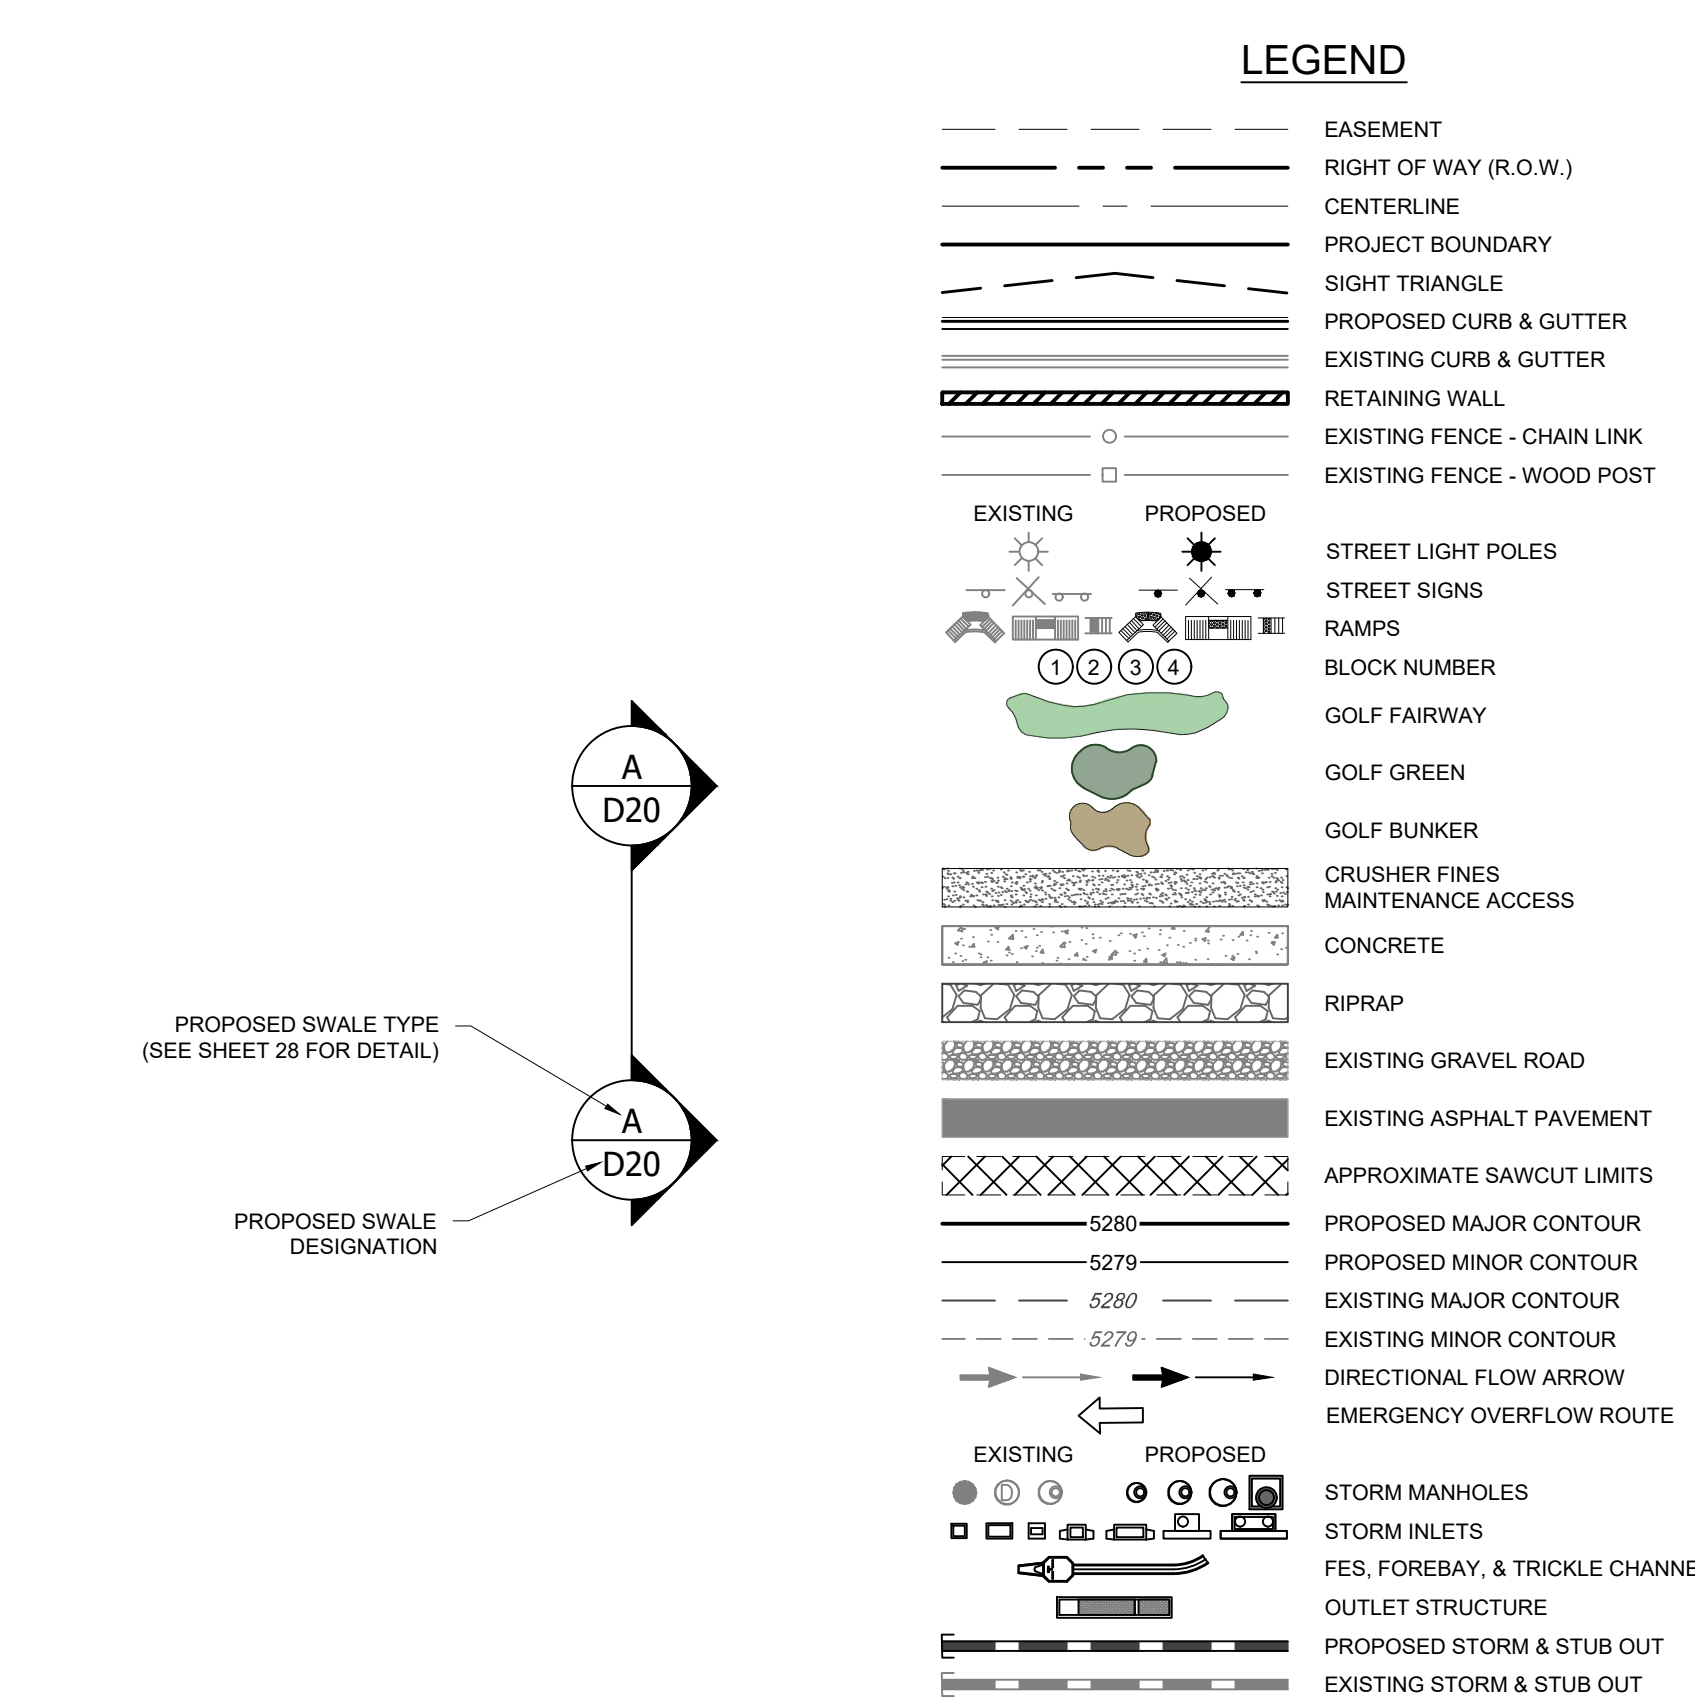 LEGEND
EASEMENT
RIGHT OF WAY (R.O.W.)
CENTERLINE
PROJECT BOUNDARY
SIGHT TRIANGLE
PROPOSED CURB & GUTTER
EXISTING CURB & GUTTER
RETAINING WALL
EXISTING FENCE - CHAIN LINK
EXISTING FENCE - WOOD POST
EXISTING PROPOSED
STREET LIGHT POLES
STREET SIGNS
RAMPS
1 2 3 4 BLOCK NUMBER
GOLF FAIRWAY
GOLF GREEN
GOLF BUNKER
CRUSHER FINES
MAINTENANCE ACCESS
CONCRETE
RIPRAP
EXISTING GRAVEL ROAD
EXISTING ASPHALT PAVEMENT
APPROXIMATE SAWCUT LIMITS
5280 PROPOSED MAJOR CONTOUR
5279 PROPOSED MINOR CONTOUR
5280 EXISTING MAJOR CONTOUR
5279 EXISTING MINOR CONTOUR
DIRECTIONAL FLOW ARROW
EMERGENCY OVERFLOW ROUTE
EXISTING PROPOSED
D STORM MANHOLES
STORM INLETS
FES, FOREBAY, & TRICKLE CHANNE
OUTLET STRUCTURE
PROPOSED STORM & STUB OUT
EXISTING STORM & STUB OUT
A
D20
PROPOSED SWALE TYPE
(SEE SHEET 28 FOR DETAIL)
A
D20
PROPOSED SWALE
DESIGNATION